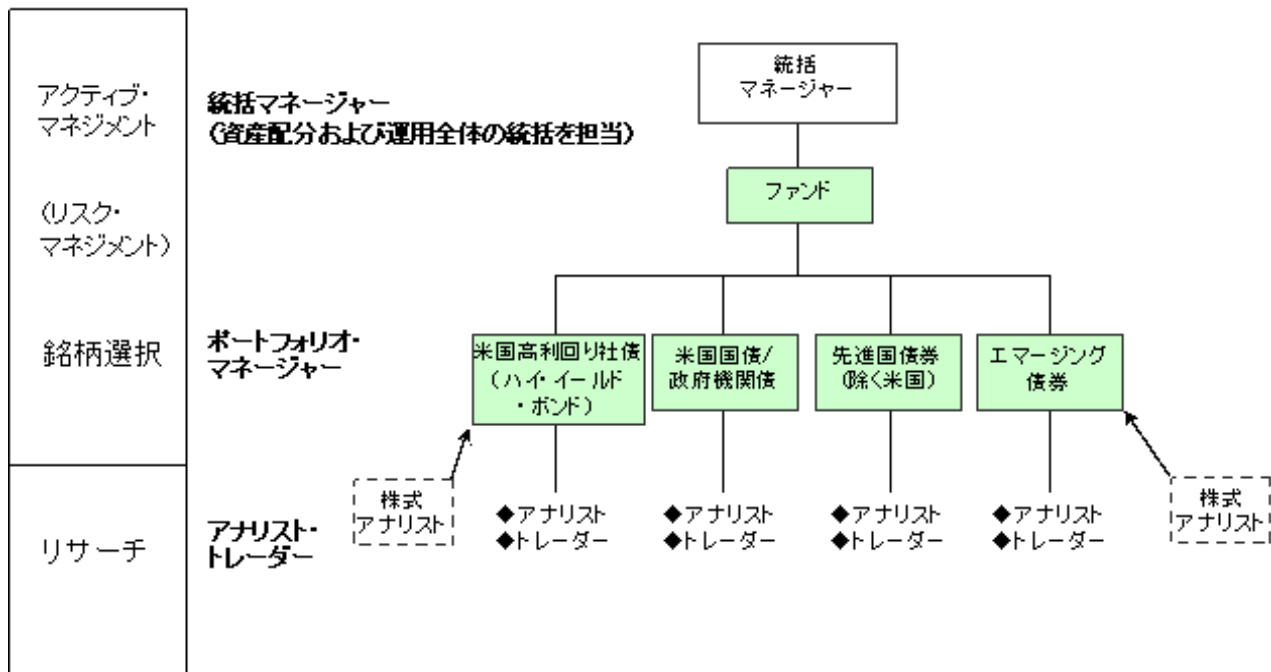 アクティブ・
マネジメント
(リスク・
マネジメント)
銘柄選択
リサーチ
統括マネージャー
(資産配分および運用全体の統括を担当)
ポートフォリオ・
マネージャー
アナリスト・
トレーダー
統括
マネージャー
ファンド
米国高利回り社債
(ハイ・イールド
・ボンド)
米国国債/
政府機関債
先進国債券
(除く米国)
エマージング
債券
株式
アナリスト
◆アナリスト
◆トレーダー
◆アナリスト
◆トレーダー
◆アナリスト
◆トレーダー
◆アナリスト
◆トレーダー
株式
アナリスト